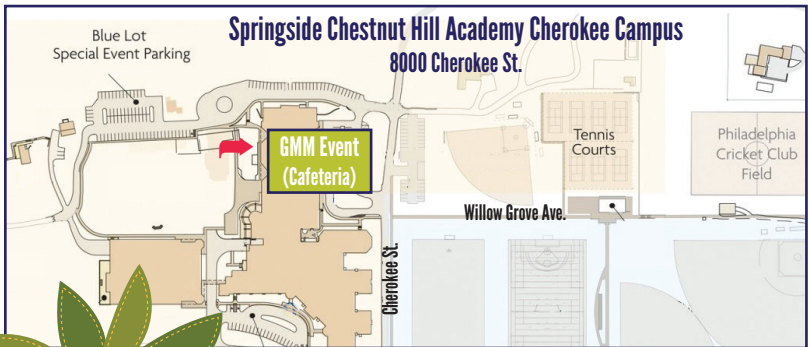 Springside Chestnut Hill Academy Cherokee Campus
8000 Cherokee St.
Blue Lot
Special Event Parking
GMM Event
(Cafeteria)
Tennis
Courts
Philadelphia
Cricket Club
Field
Willow Grove Ave.
Cherokee St.